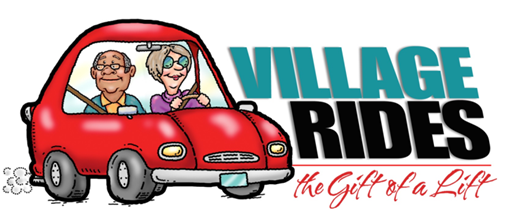 VILLAGE
RIDES
the Gift of a Lift